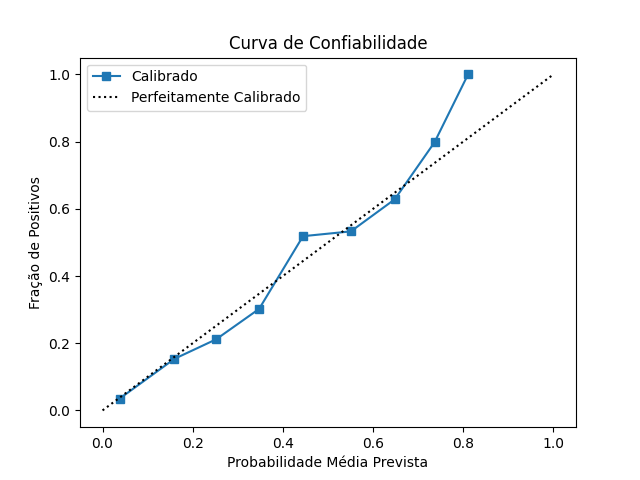 Curva de Confiabilidade
Calibrado
Perfeitamente Calibrado
1.0
0.8
0.6
0.4
0.2
0.0
Fração de Positivos
0.0 0.2 0.4 0.6 0.8 1.0
Probabilidade Média Prevista